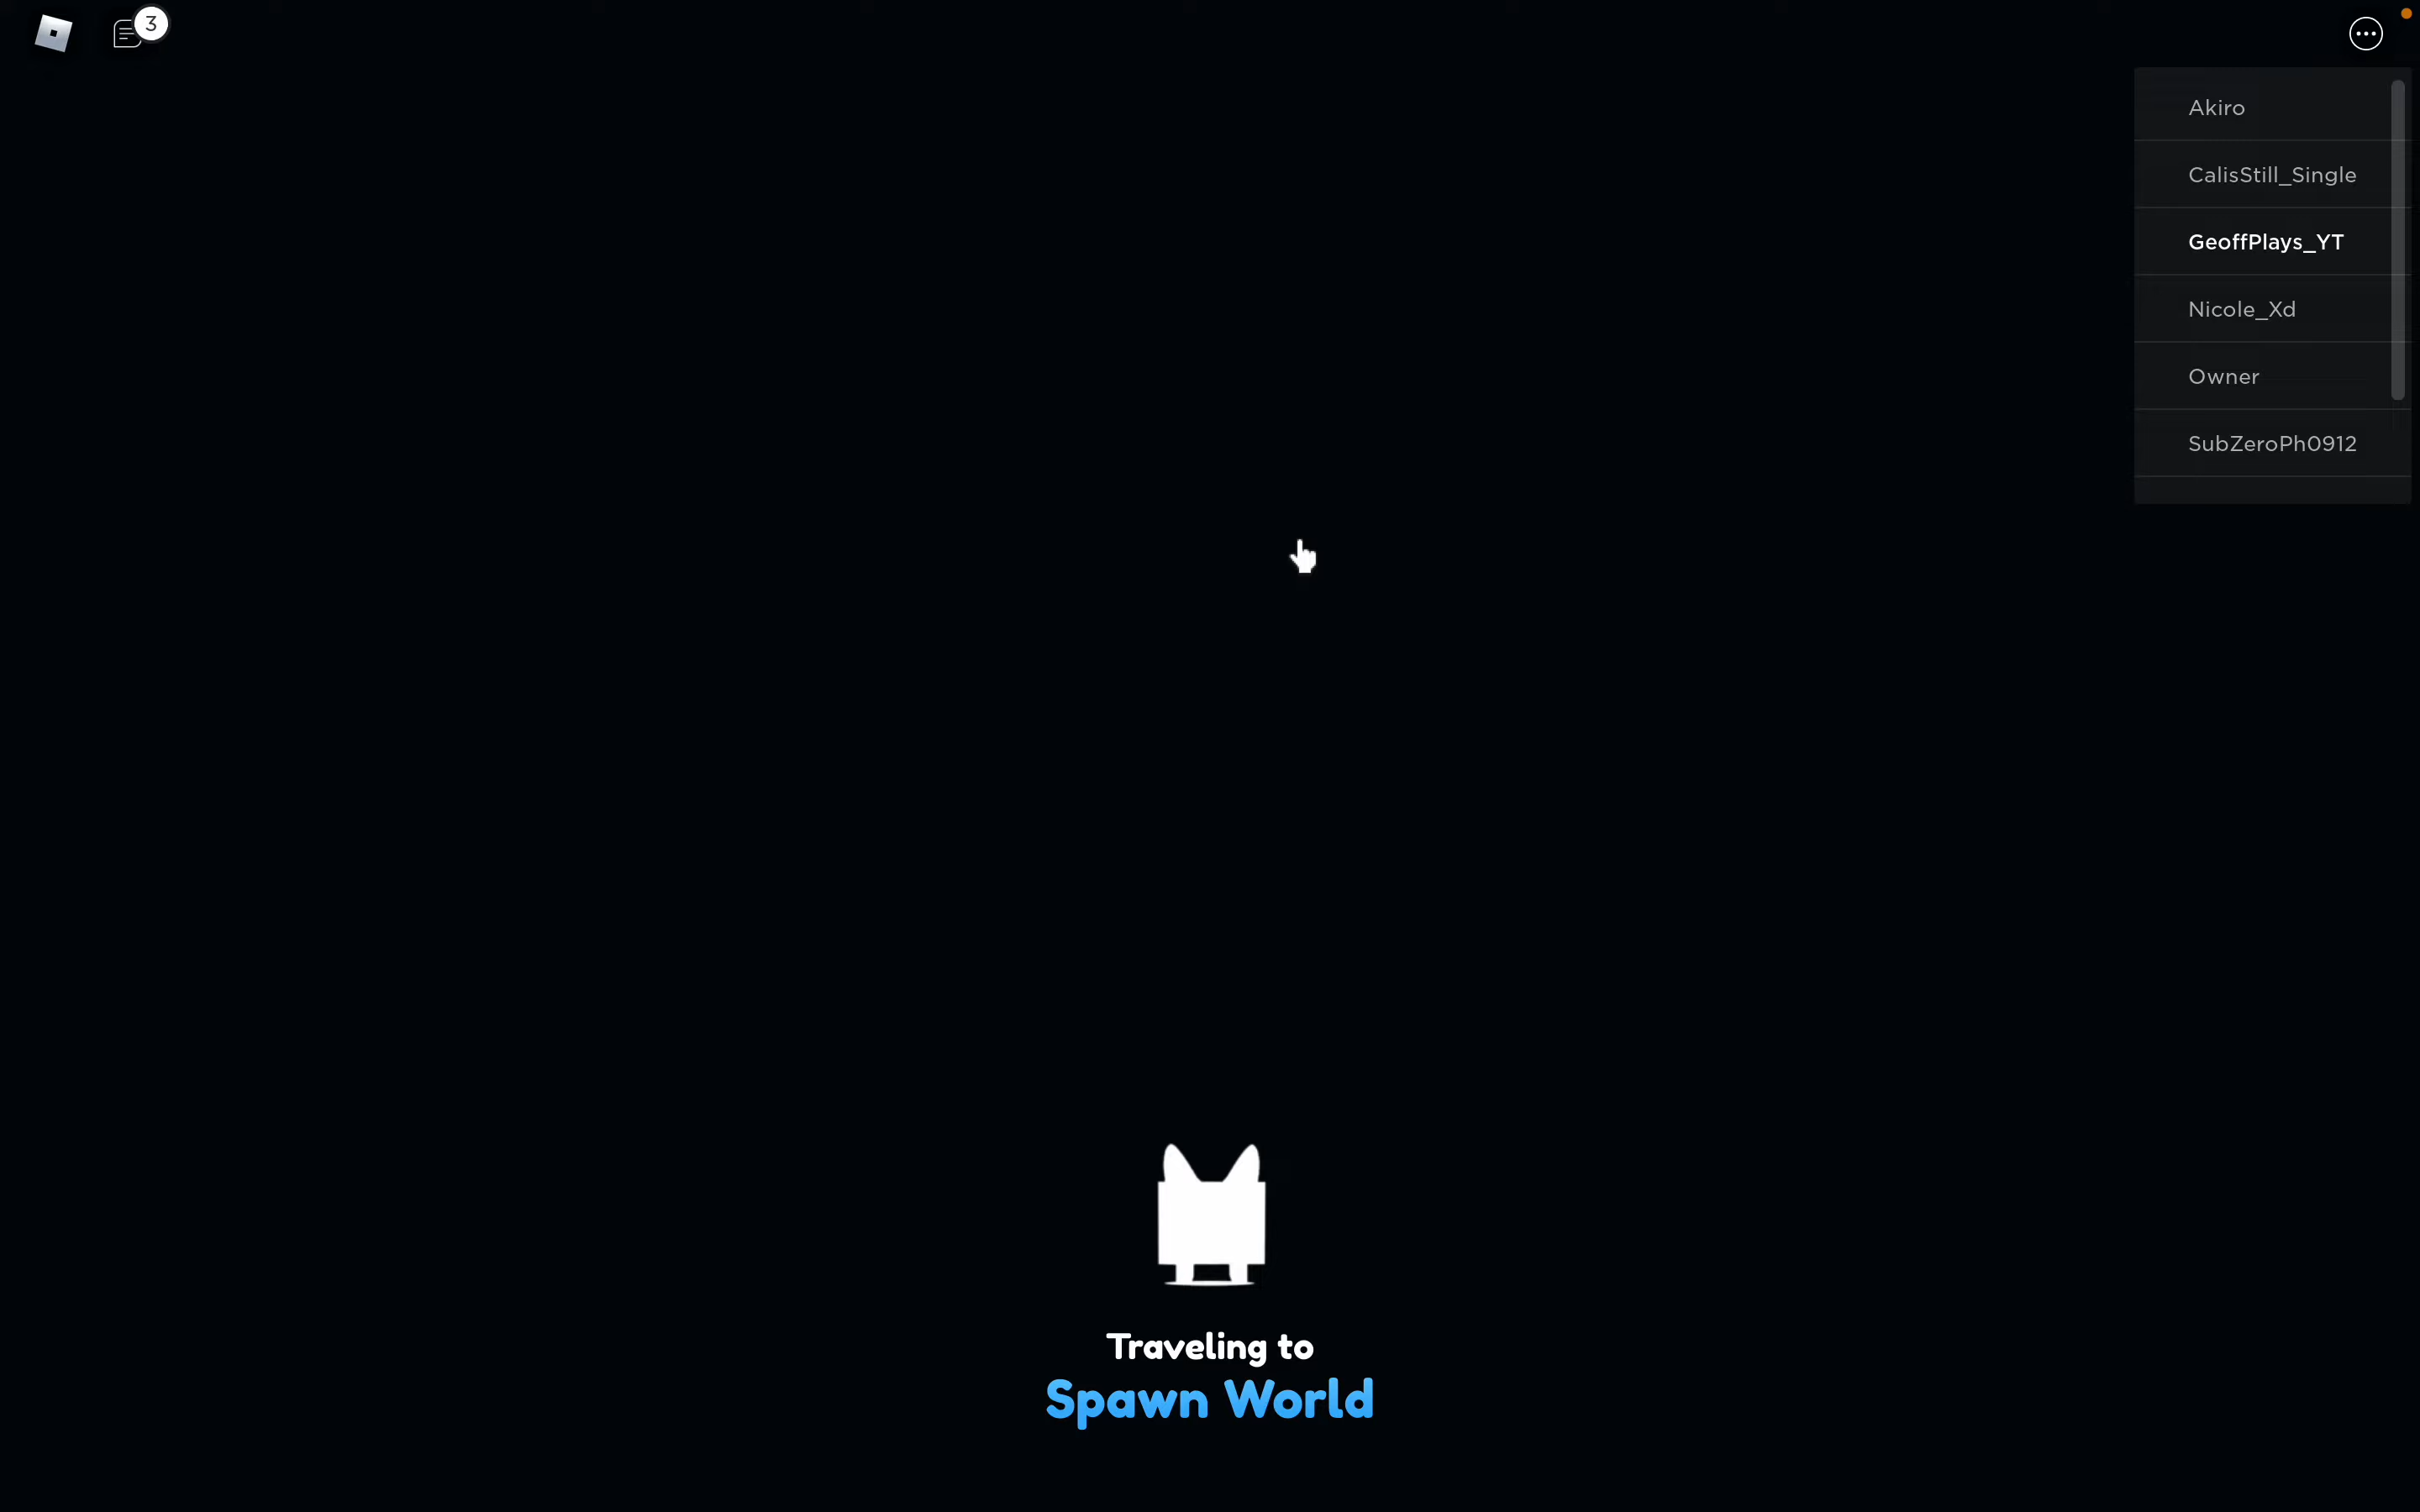 3
Akiro
CalisStill_Single
GeoffPlays_YT
Nicole_Xd
Owner
SubZeroPh0912
Traveling to
Spawn World